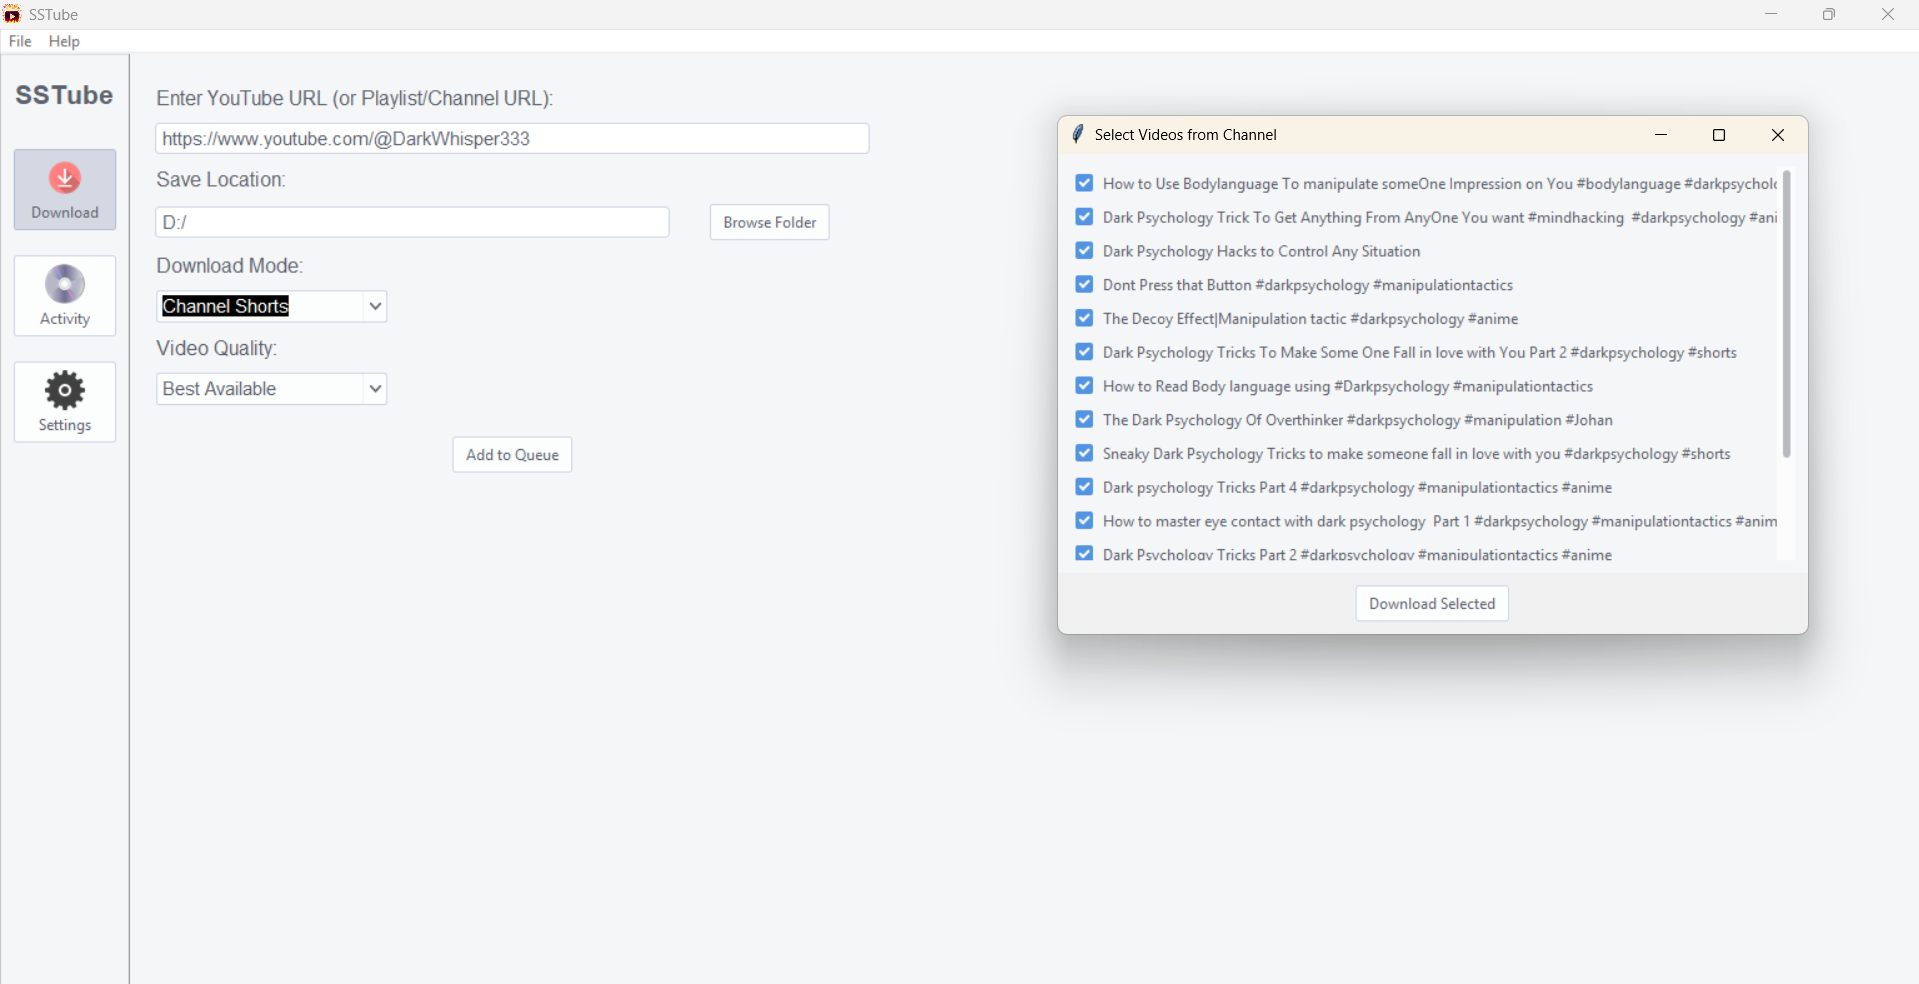 SSTube
File Help
SSTube
Download
Activity
Settings
Enter YouTube URL (or Playlist/Channel URL):
https://www.youtube.com/@DarkWhisper333
Save Location:
D:/
Browse Folder
Download Mode:
Channel Shorts
Video Quality:
Best Available
Add to Queue
Select Videos from Channel
How to Use Bodylanguage To manipulate someOne Impression on You #bodylanguage #darkpsychol
Dark Psychology Trick To Get Anything From AnyOne You want #mindhacking #darkpsychology #ani
Dark Psychology Hacks to Control Any Situation
Dont Press that Button #darkpsychology #manipulationtactics
The Decoy Effect|Manipulation tactic #darkpsychology #anime
Dark Psychology Tricks To Make Some One Fall in love with You Part 2 #darkpsychology #shorts
How to Read Body language using #Darkpsychology #manipulationtactics
The Dark Psychology Of Overthinker #darkpsychology #manipulation #Johan
Sneaky Dark Psychology Tricks to make someone fall in love with you #darkpsychology #shorts
Dark psychology Tricks Part 4 #darkpsychology #manipulationtactics #anime
How to master eye contact with dark psychology Part 1 #darkpsychology #manipulationtactics #anim
Dark Psychology Tricks Part 2 #darkpsychology #manipulationtactics #anime
Download Selected